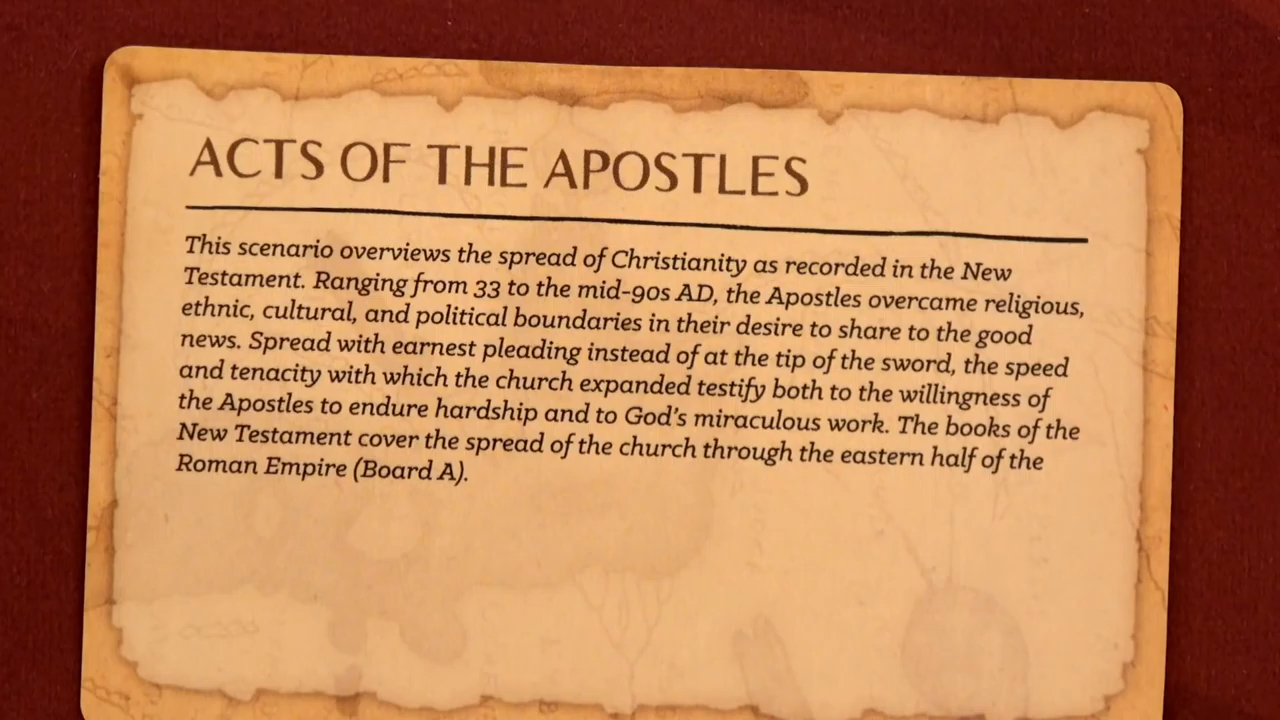 ACTS OF THE APOSTLES
This scenario overviews the spread of Christianity as recorded in the New
Testament. Ranging from 33 to the mid-90s AD, the Apostles overcame religious,
ethnic, cultural, and political boundaries in their desire to share to the good
news. Spread with earnest pleading instead of at the tip of the sword, the speed
and tenacity with which the church expanded testify both to the willingness of
the Apostles to endure hardship and to God's miraculous work. The books of the
New Testament cover the spread of the church through the eastern half of the
Roman Empire (Board A).